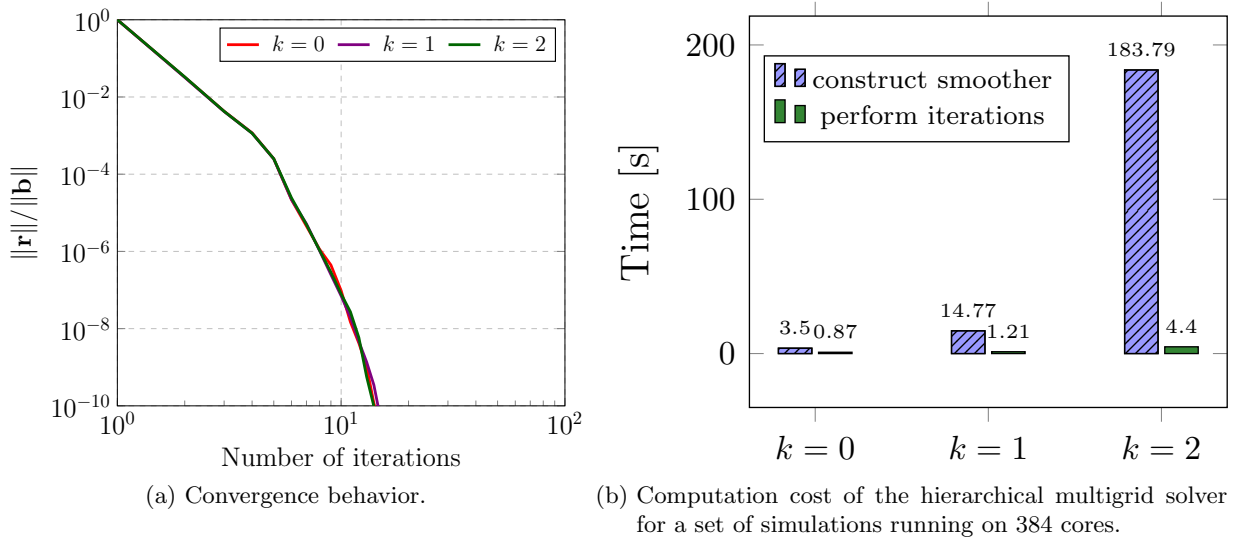 10^0
10^-2
10^-4
10^-6
10^-8
10^-10
‖r‖/‖b‖
k = 0 k = 1 k = 2
10^0 10^1 10^2
Number of iterations
(a) Convergence behavior.
200
100
0
Time [s]
construct smoother
perform iterations
3.5 0.87
14.77
1.21
183.79
4.4
k = 0 k = 1 k = 2
(b) Computation cost of the hierarchical multigrid solver
for a set of simulations running on 384 cores.